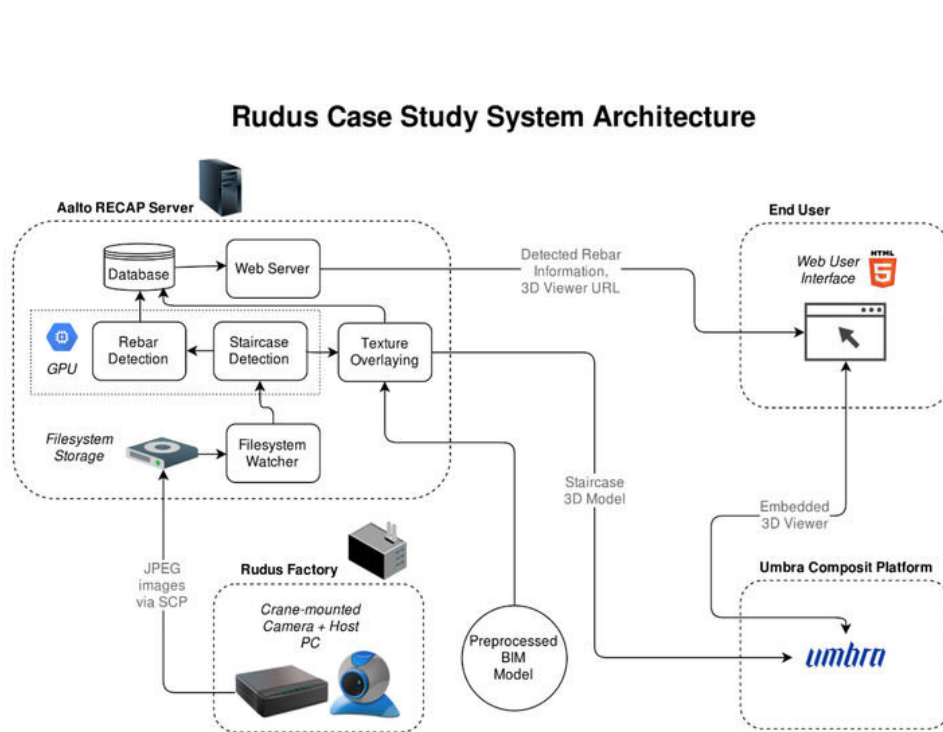 Rudus Case Study System Architecture
Aalto RECAP Server
End User
Database
Web Server
Detected Rebar
Information,
3D Viewer URL
Web User
Interface
HTML
5
GPU
Rebar
Detection
Staircase
Detection
Texture
Overlaying
Filesystem
Storage
Filesystem
Watcher
Staircase
3D Model
Embedded
3D Viewer
JPEG
images
via SCP
Rudus Factory
Crane-mounted
Camera + Host
PC
Preprocessed
BIM
Model
Umbra Composit Platform
umbra